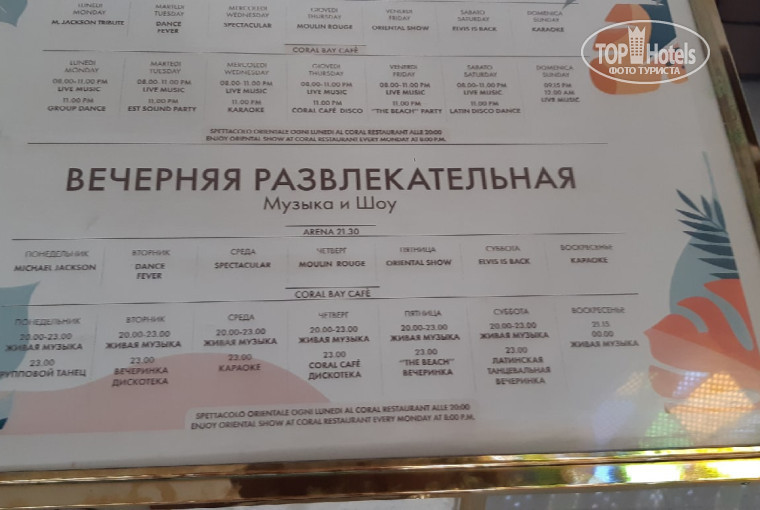 LUNEDI MARTEDI MERCOLEDI GIOVEDI VENERDI SABATO DOMENICA
MONDAY TUESDAY WEDNESDAY THURSDAY FRIDAY SATURDAY SUNDAY
M. JACKSON TRIBUTE DANCE FEVER SPECTACULAR MOULIN ROUGE ORIENTAL SHOW ELVIS IS BACK KARAOKE
CORAL BAY CAFÈ
LUNEDI MARTEDI MERCOLEDI GIOVEDI VENERDI SABATO DOMENICA
MONDAY TUESDAY WEDNESDAY THURSDAY FRIDAY SATURDAY SUNDAY
08.00-11.00 PM 08.00-11.00 PM 08.00-11.00 PM 08.00-11.00 PM 08.00-11.00 PM 08.00-11.00 PM 09.15 PM
LIVE MUSIC LIVE MUSIC LIVE MUSIC LIVE MUSIC LIVE MUSIC LIVE MUSIC 12.00 AM
11.00 PM 11.00 PM 11.00 PM 11.00 PM 11.00 PM 11.00 PM LIVE MUSIC
GROUP DANCE EST SOUND PARTY KARAOKE CORAL CAFÈ DISCO "THE BEACH" PARTY LATIN DISCO DANCE
SPETTACOLO ORIENTALE OGNI LUNEDI AL CORAL RESTAURANT ALLE 20:00
ENJOY ORIENTAL SHOW AT CORAL RESTAURANT EVERY MONDAY AT 8:00 P.M.
ВЕЧЕРНЯЯ РАЗВЛЕКАТЕЛЬНАЯ
Музыка и Шоу
ARENA 21.30
ПОНЕДЕЛЬНИК ВТОРНИК СРЕДА ЧЕТВЕРГ ПЯТНИЦА СУББОТА ВОСКРЕСЕНЬЕ
MICHAEL JACKSON DANCE SPECTACULAR MOULIN ROUGE ORIENTAL SHOW ELVIS IS BACK KAPAOKE
FEVER
CORAL BAY CAFÈ
ПОНЕДЕЛЬНИК ВТОРНИК СРЕДА ЧЕТВЕРГ ПЯТНИЦА СУББОТА ВОСКРЕСЕНЬЕ
20.00-23.00 20.00-23.00 20.00-23.00 20.00-23.00 20.00-23.00 20.00-23.00 21.15
ЖИВАЯ МУЗЫКА ЖИВАЯ МУЗЫКА ЖИВАЯ МУЗЫКА ЖИВАЯ МУЗЫКА ЖИВАЯ МУЗЫКА ЖИВАЯ МУЗЫКА 00.00
ЖИВАЯ МУЗЫКА
23.00 23.00 23.00 23.00 23.00 23.00
РУППОВОЙ ТАНЕЦ ВЕЧЕРИНКА КАРАОКЕ CORAL CAFÈ "THE BEACH" ЛАТИНСКАЯ
ДИСКОТЕКА ДИСКОТЕКА ВЕЧЕРИНКА ТАНЦЕВАЛЬНАЯ
ВЕЧЕРИНКА
SPETTACOLO ORIENTALE OGNI LUNEDI AL CORAL RESTAURANT ALLE 20:00
ENJOY ORIENTAL SHOW AT CORAL RESTAURANT EVERY MONDAY AT 8:00 P.M.
TOP Hotels
ФОТО ТУРИСТА